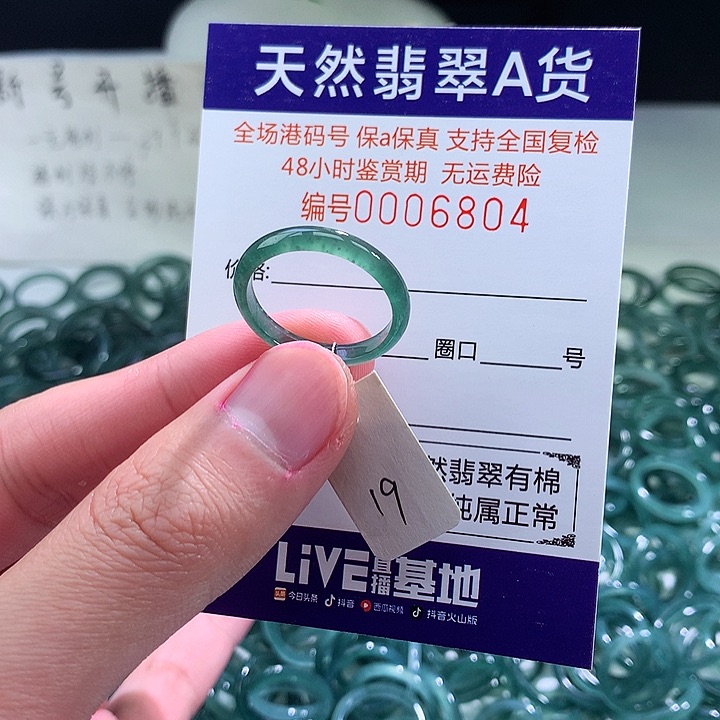 天然翡翠A货
全场港码号 保a保真 支持全国复检
48小时鉴赏期 无运费险
编号0006804
价格:
圈口 号
19
然翡翠有棉
纯属正常
LiVE直播基地
头条 今日头条 抖音 西瓜视频 抖音火山版